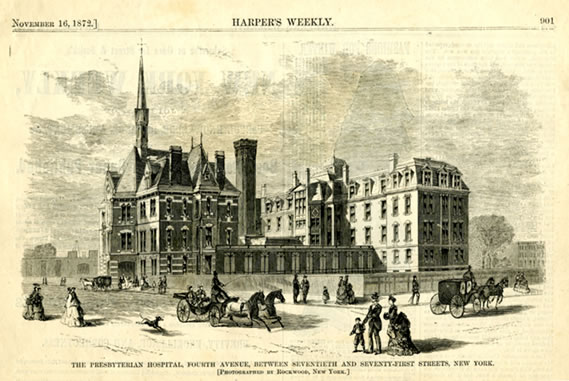 November 16, 1872.]
HARPER'S WEEKLY.
901
THE PRESBYTERIAN HOSPITAL, FOURTH AVENUE, BETWEEN SEVENTIETH AND SEVENTY-FIRST STREETS, NEW YORK.
[Photographed by Rockwood, New York.]